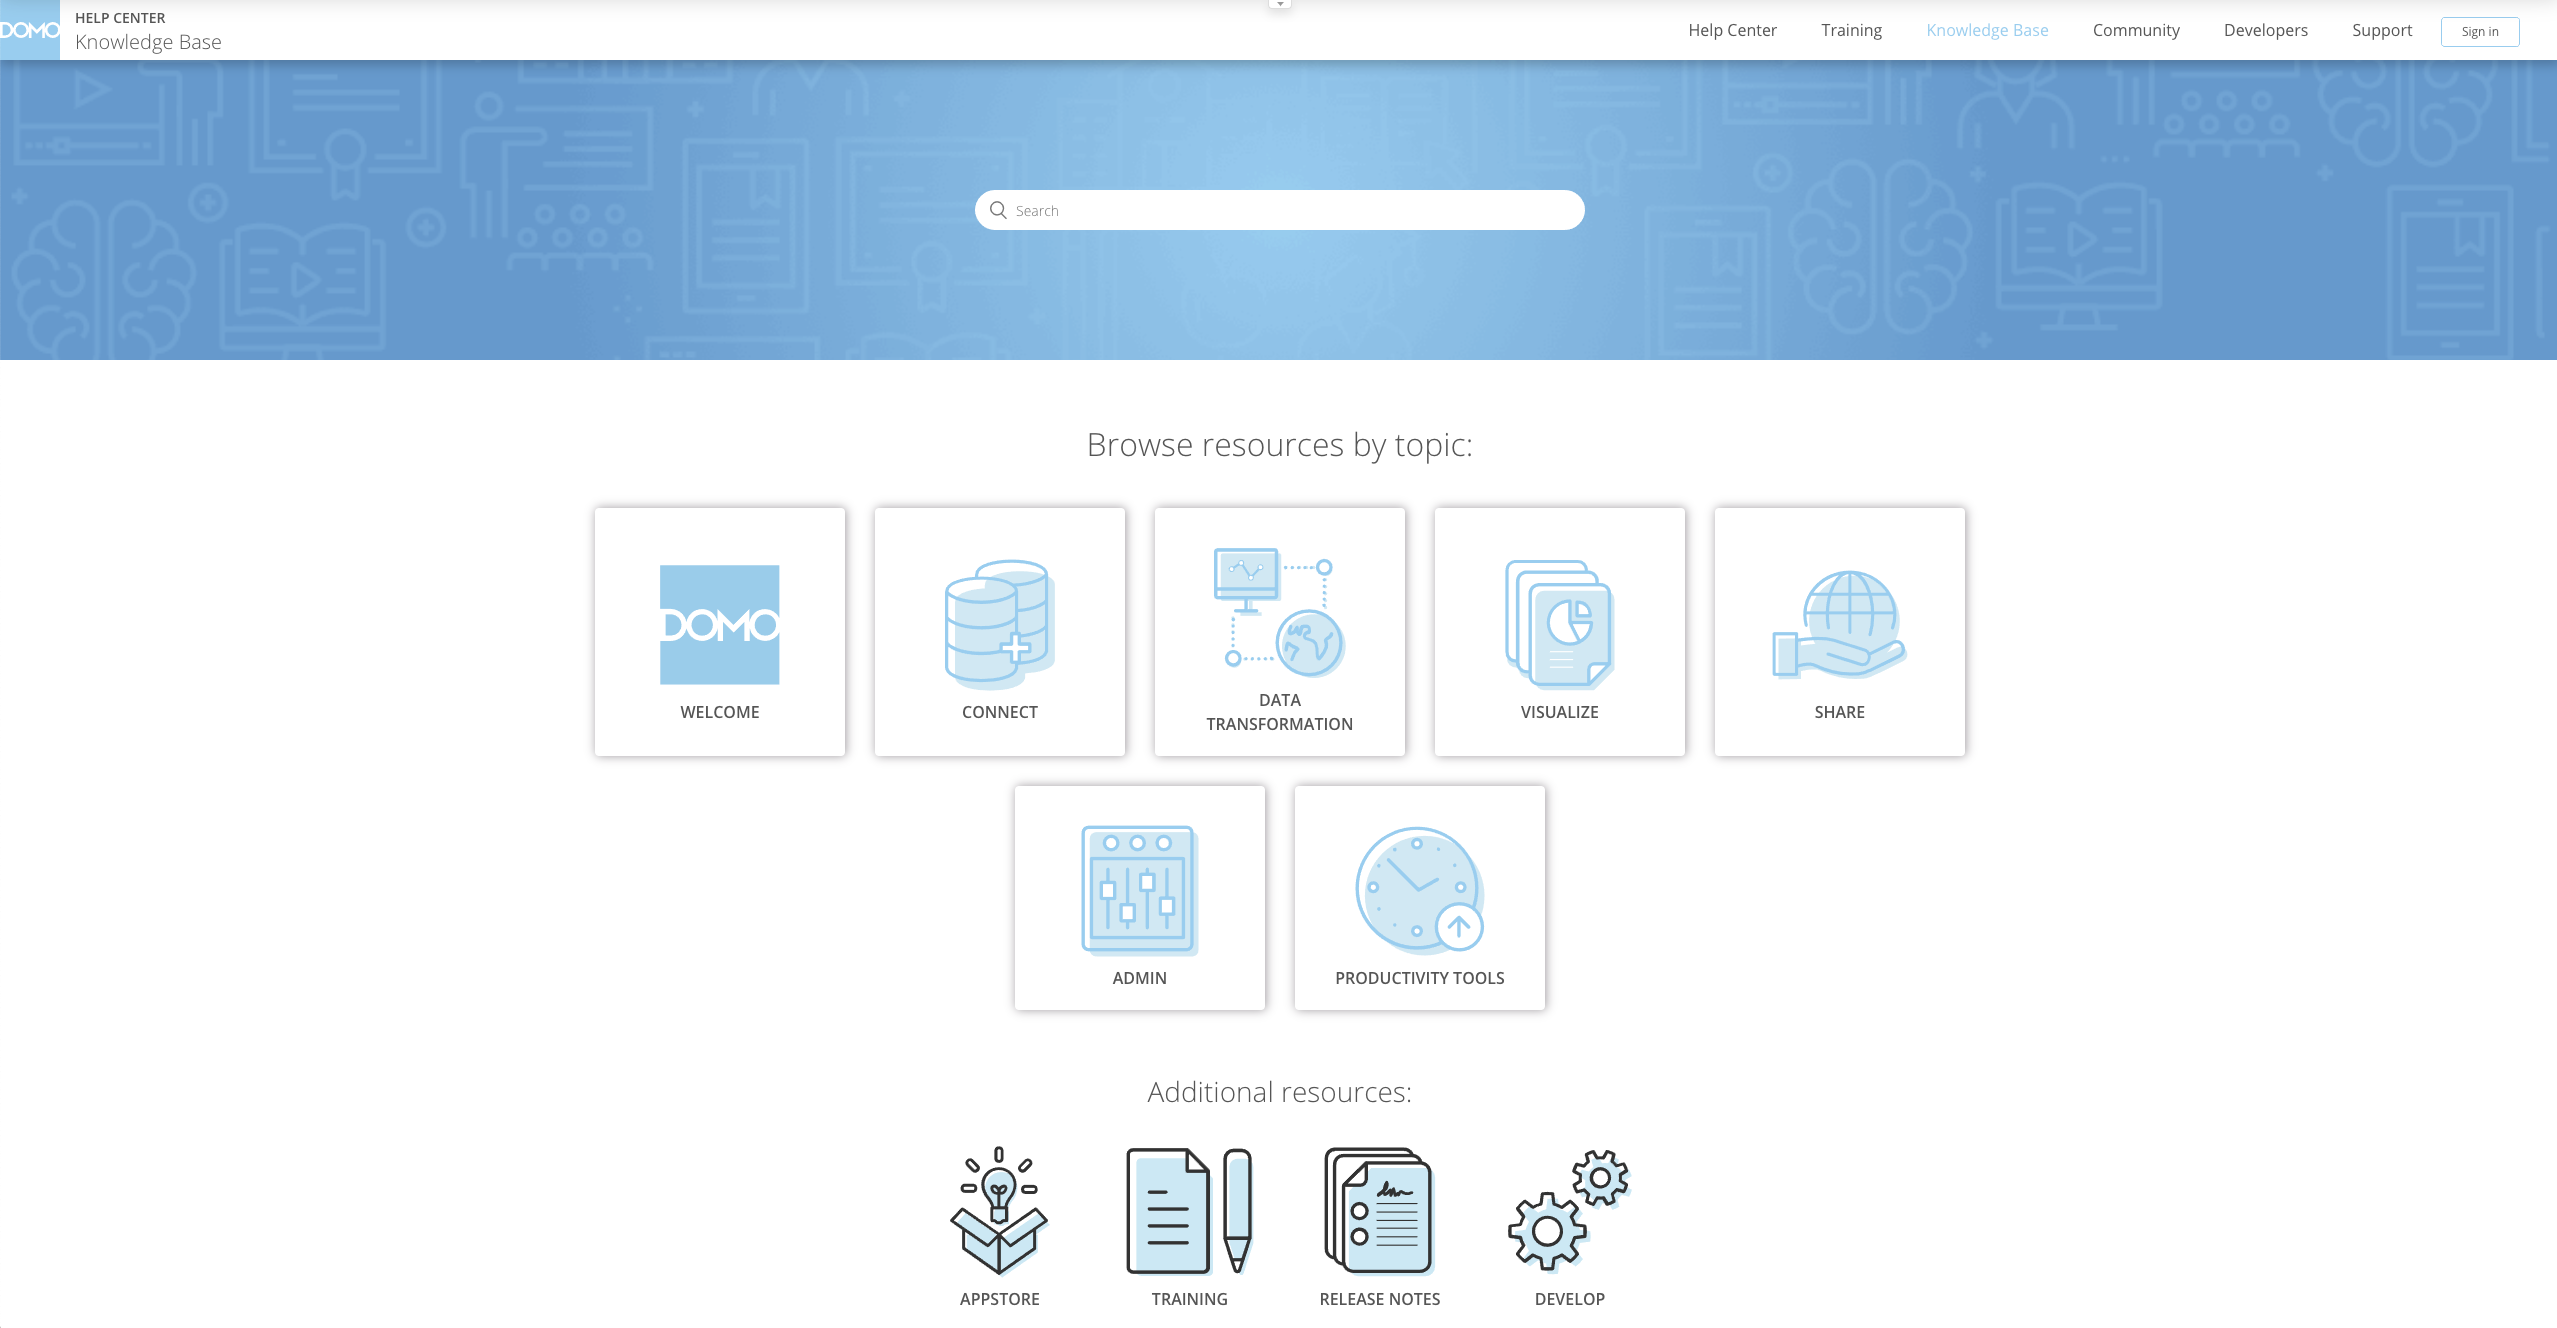 DOMO
HELP CENTER
Knowledge Base
Help Center
Training
Knowledge Base
Community
Developers
Support
Sign in
Search
Browse resources by topic:
DOMO
WELCOME
CONNECT
DATA
TRANSFORMATION
VISUALIZE
SHARE
ADMIN
PRODUCTIVITY TOOLS
Additional resources:
APPSTORE
TRAINING
RELEASE NOTES
DEVELOP